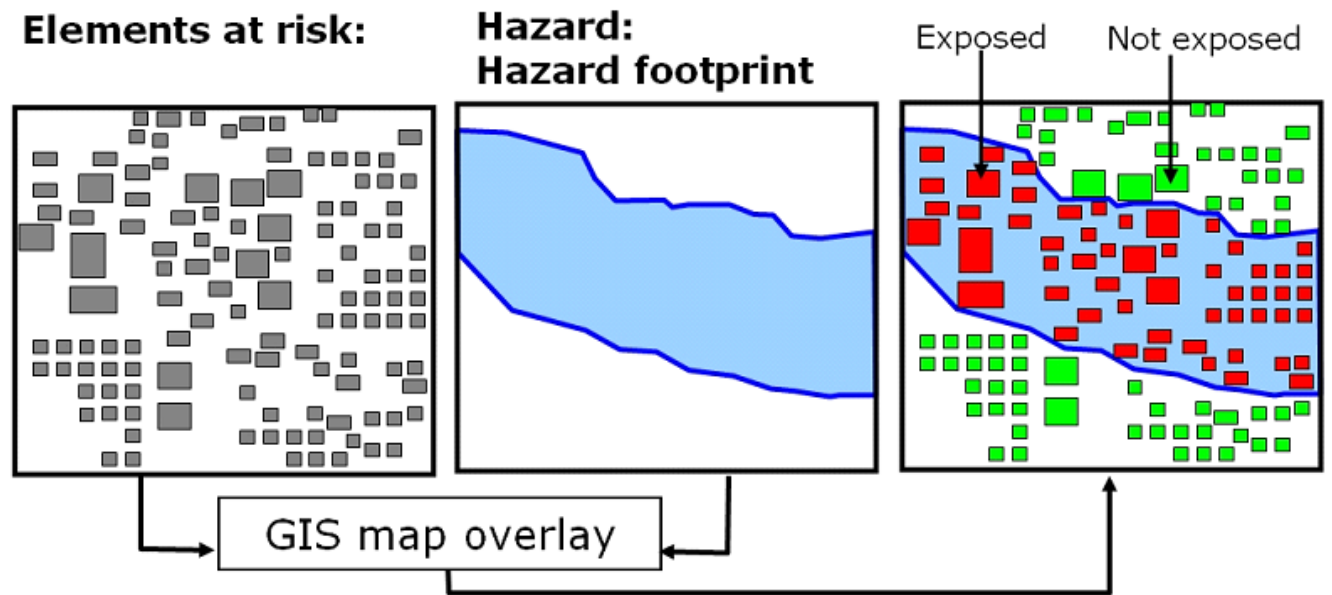 Elements at risk:
Hazard:
Hazard footprint
Exposed
Not exposed
GIS map overlay